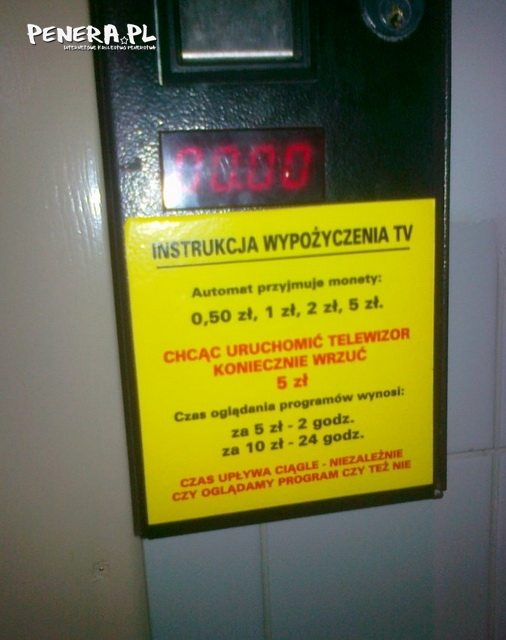 PENERA.PL
INTERNETOWE KRÓLESTWO PENERSTWA
00.00
INSTRUKCJA WYPOŻYCZENIA TV
Automat przyjmuje monety:
0,50 zł, 1 zł, 2 zł, 5 zł.
CHCĄC URUCHOMIĆ TELEWIZOR
KONIECZNIE WRZUĆ
5 zł
Czas oglądania programów wynosi:
za 5 zł - 2 godz.
za 10 zł - 24 godz.
CZAS UPŁYWA CIĄGLE - NIEZALEŻNIE
CZY OGLĄDAMY PROGRAM CZY TEŻ NIE